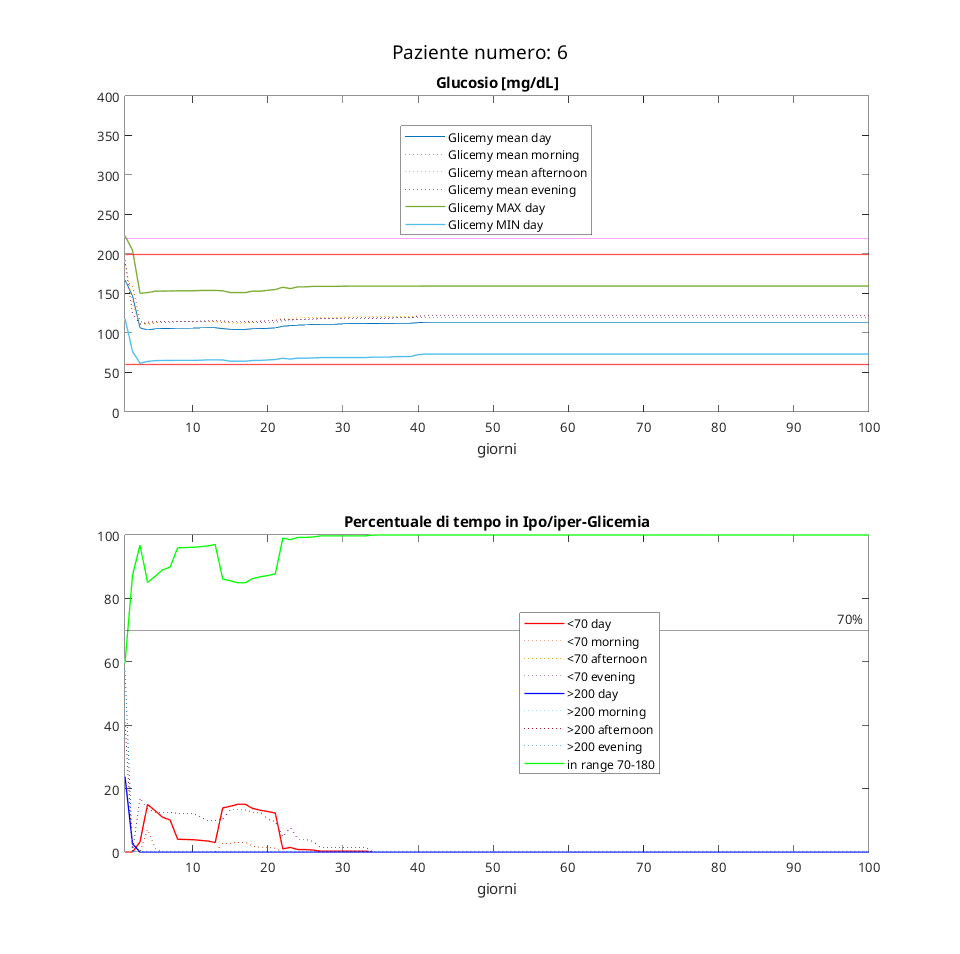 Paziente numero: 6
Glucosio [mg/dL]
400
350
300
250
200
150
100
50
0
Glicemy mean day
Glicemy mean morning
Glicemy mean afternoon
Glicemy mean evening
Glicemy MAX day
Glicemy MIN day
10 20 30 40 50 60 70 80 90 100
giorni
Percentuale di tempo in Ipo/iper-Glicemia
100
80
60
40
20
0
70%
<70 day
<70 morning
<70 afternoon
<70 evening
>200 day
>200 morning
>200 afternoon
>200 evening
in range 70-180
10 20 30 40 50 60 70 80 90 100
giorni